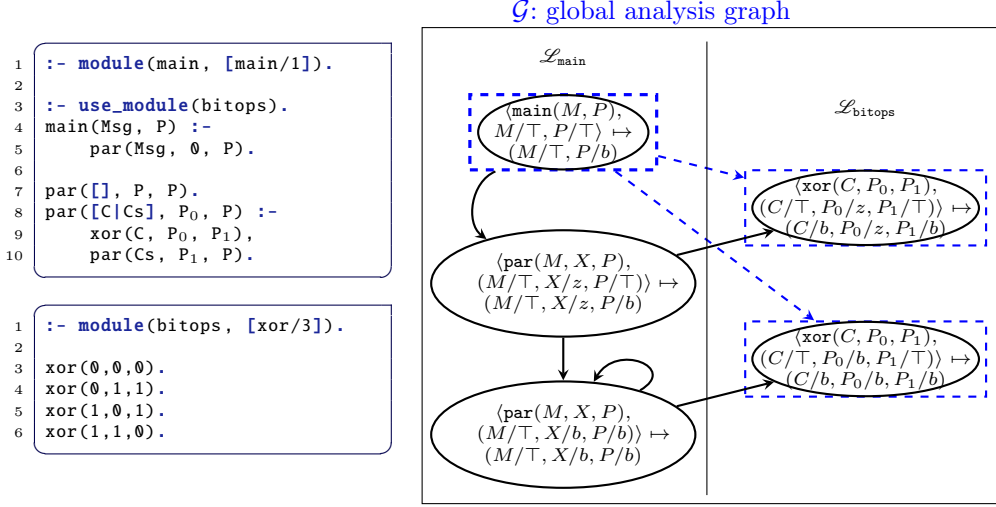 𝒢: global analysis graph
1 :- module(main, [main/1]).
2
3 :- use_module(bitops).
4 main(Msg, P) :-
5 par(Msg, 0, P).
6
7 par([], P, P).
8 par([C|Cs], P₀, P) :-
9 xor(C, P₀, P₁),
10 par(Cs, P₁, P).
1 :- module(bitops, [xor/3]).
2
3 xor(0,0,0).
4 xor(0,1,1).
5 xor(1,0,1).
6 xor(1,1,0).
ℒmain
⟨main(M, P),
M/⊤, P/⊤⟩ ↦
(M/⊤, P/b)
⟨par(M, X, P),
(M/⊤, X/z, P/⊤)⟩ ↦
(M/⊤, X/z, P/b)
⟨par(M, X, P),
(M/⊤, X/b, P/b)⟩ ↦
(M/⊤, X/b, P/b)
ℒbitops
⟨xor(C, P₀, P₁),
(C/⊤, P₀/z, P₁/⊤)⟩ ↦
(C/b, P₀/z, P₁/b)
⟨xor(C, P₀, P₁),
(C/⊤, P₀/b, P₁/⊤)⟩ ↦
(C/b, P₀/b, P₁/b)